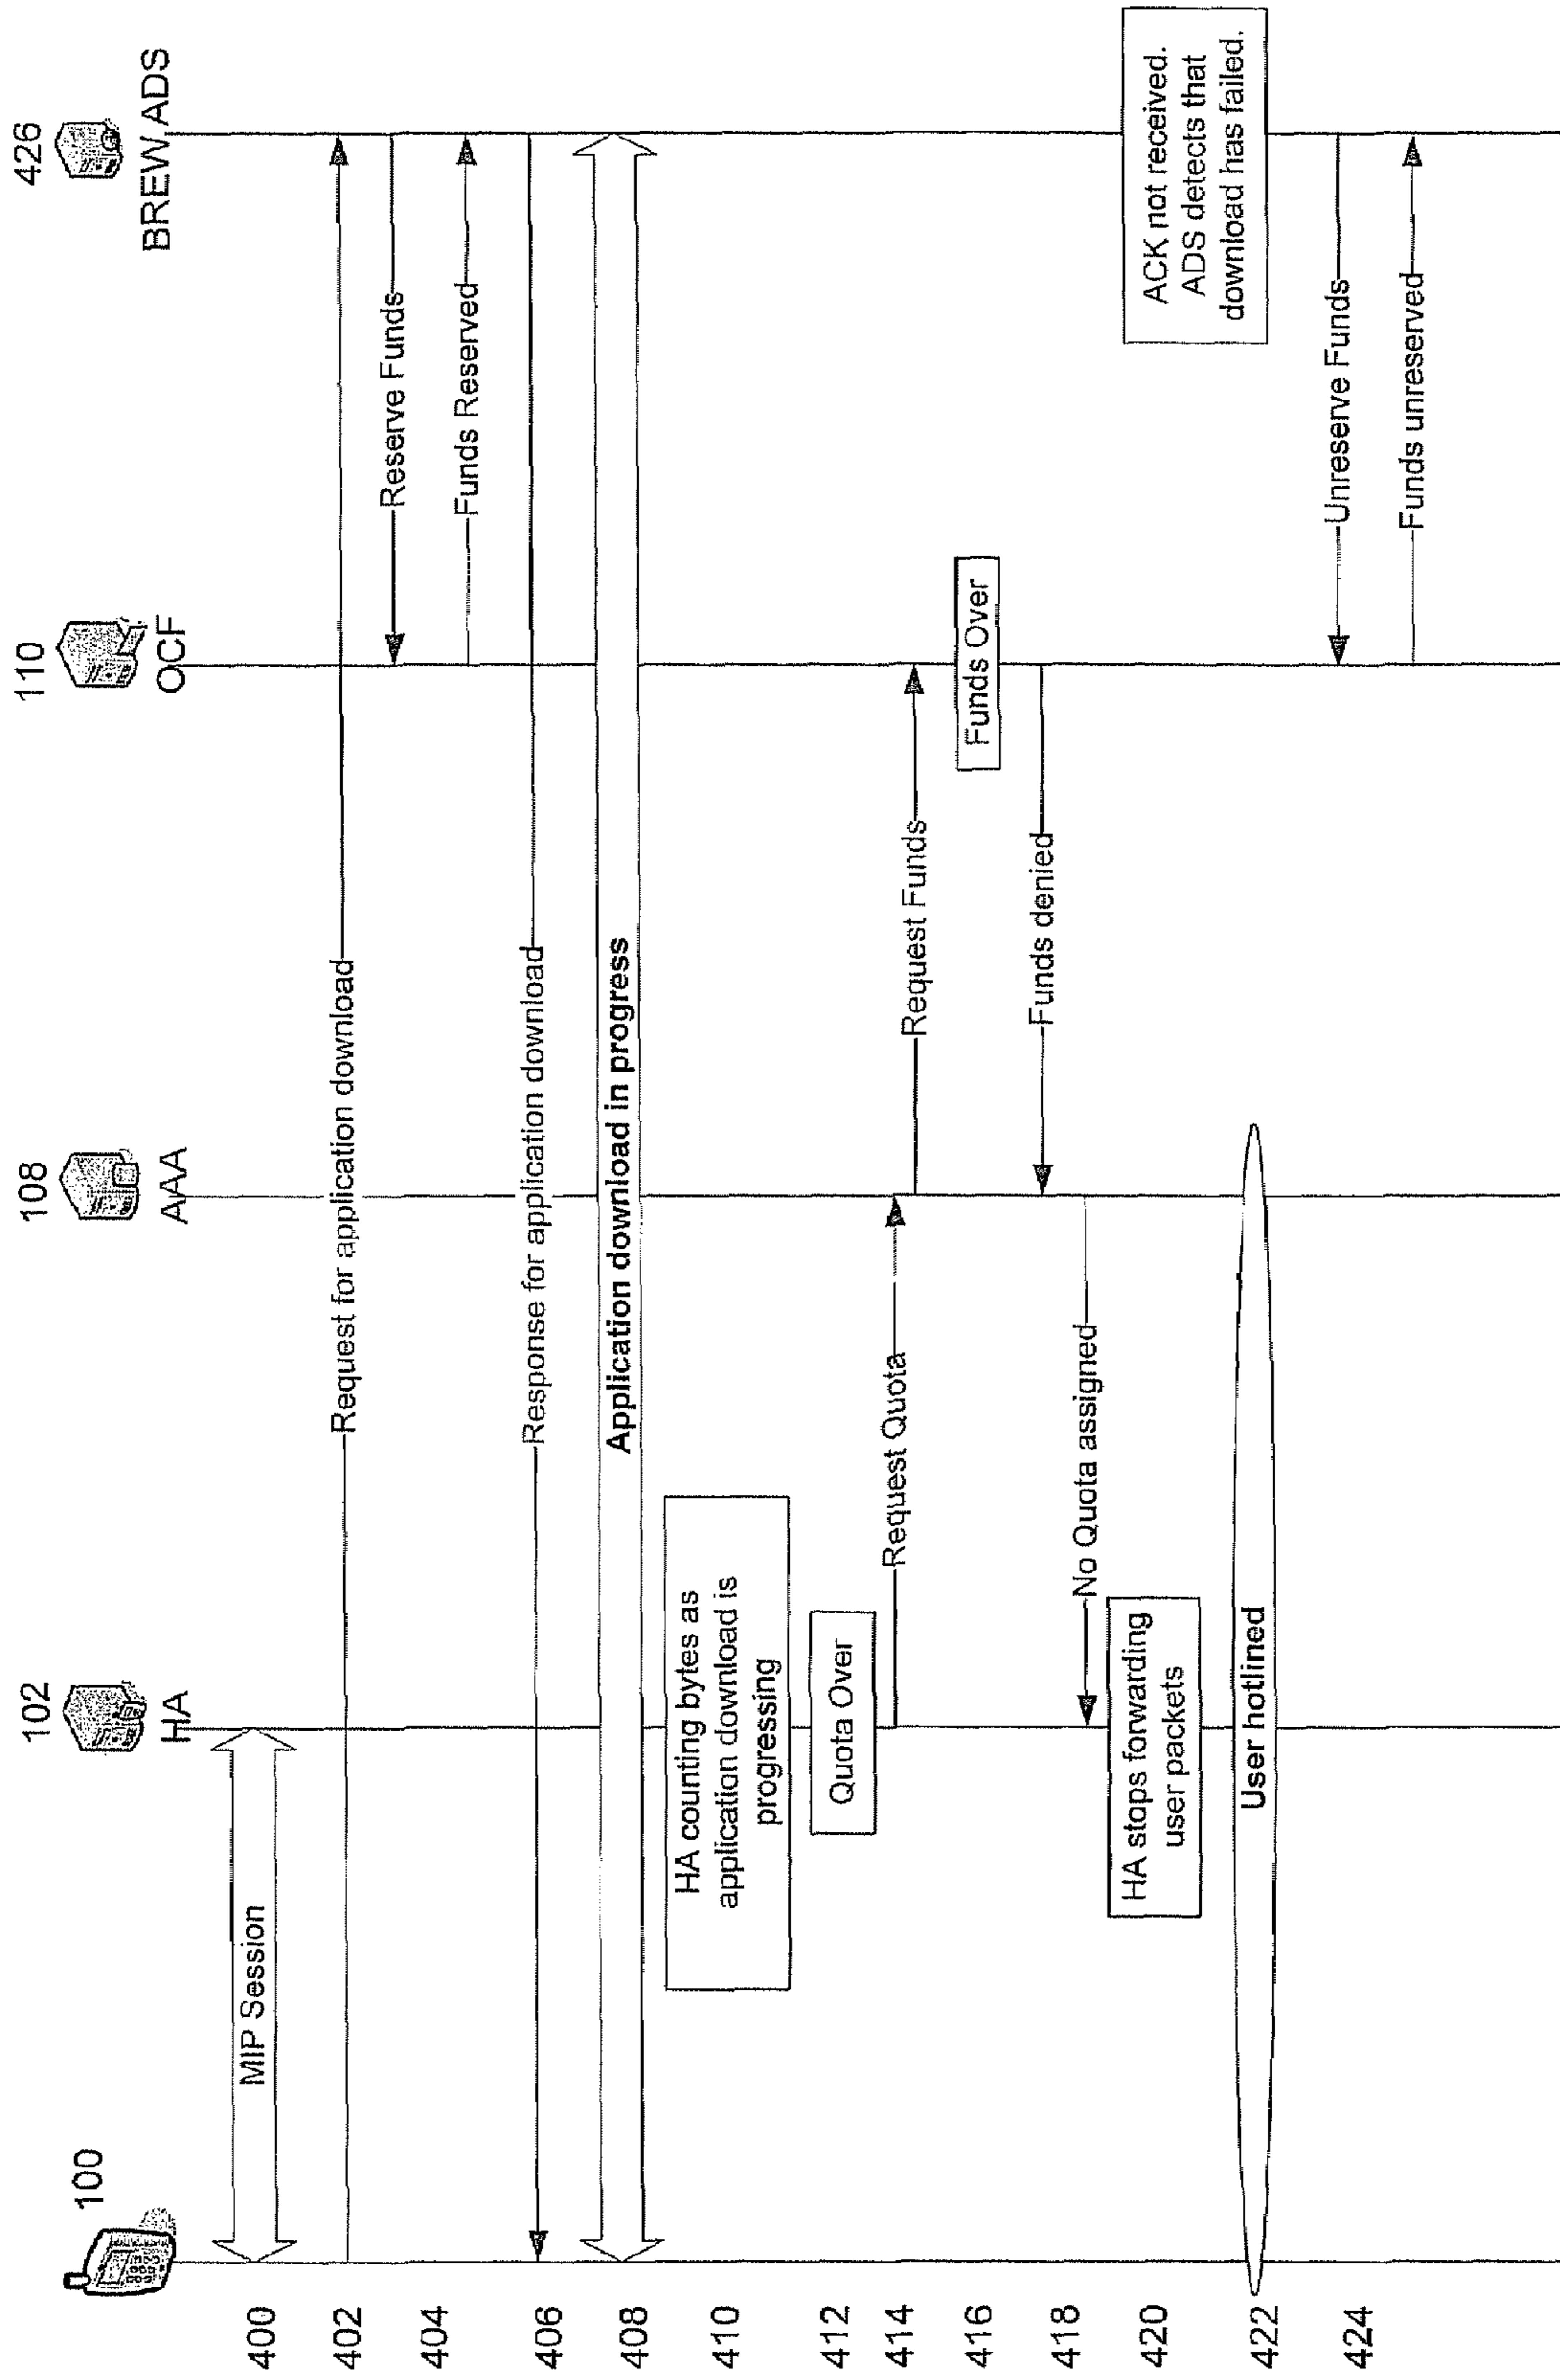 100
102
108
110
426
HA
AAA
OCF
BREW ADS
400
MIP Session
402
Request for application download
404
Reserve Funds
Funds Reserved
406
Response for application download
408
Application download in progress
410
HA counting bytes as
application download is
progressing
412
Quota Over
414
Request Quota
Request Funds
416
Funds Over
418
Funds denied
No Quota assigned
420
HA stops forwarding
user packets
ACK not received.
ADS detects that
download has failed.
422
User hotlined
424
Unreserve Funds
Funds unreserved